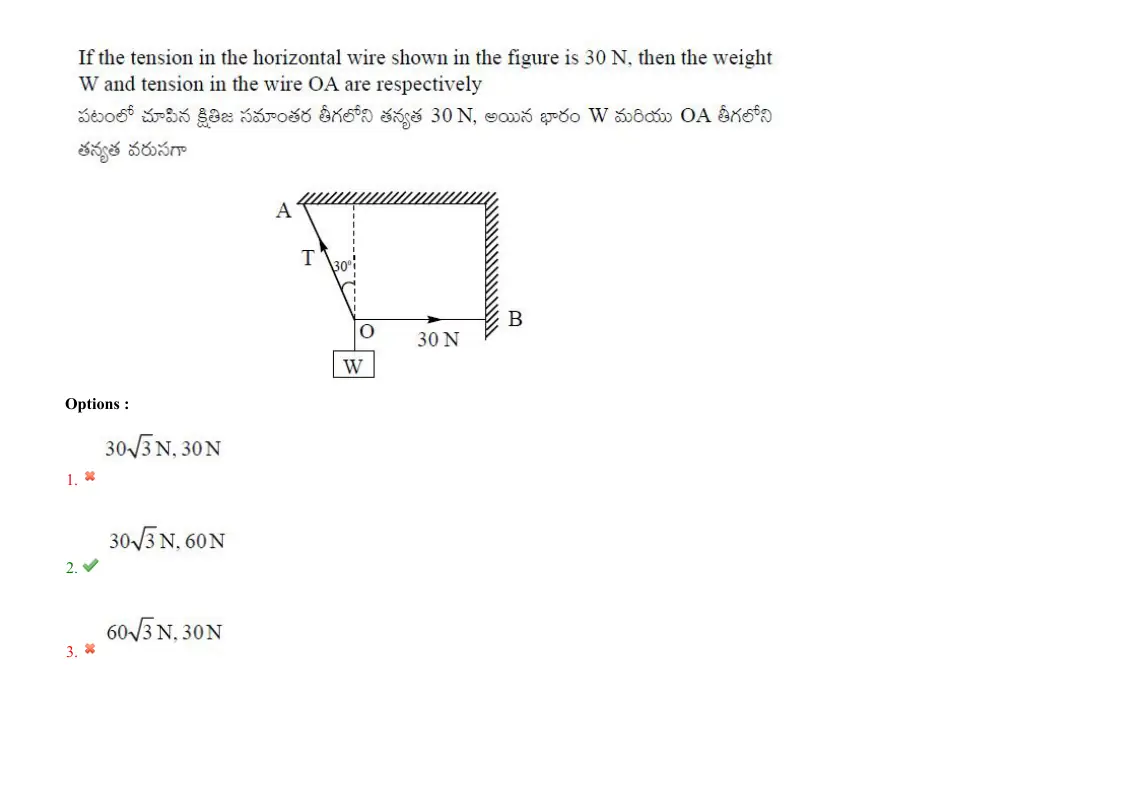 If the tension in the horizontal wire shown in the figure is 30 N, then the weight
W and tension in the wire OA are respectively
పటంలో చూపిన క్షితిజ సమాంతర తీగలోని తన్యత 30 N, అయిన భారం W మరియు OA తీగలోని
తన్యత వరుసగా
A
T
30°
O
B
30 N
W
Options :
30√3 N, 30 N
1.
30√3 N, 60 N
2.
60√3 N, 30 N
3.